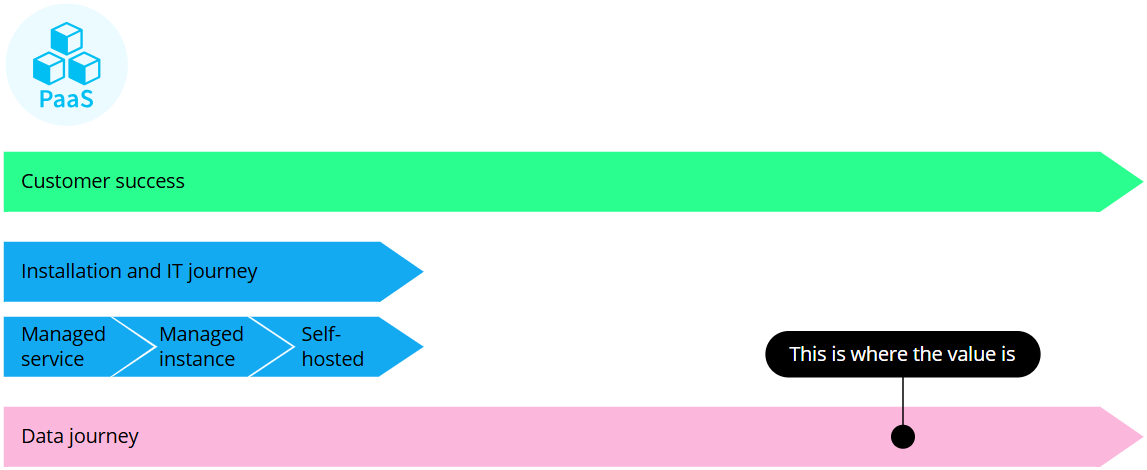 PaaS
Customer success
Installation and IT journey
Managed
service
Managed
instance
Self-
hosted
This is where the value is
Data journey